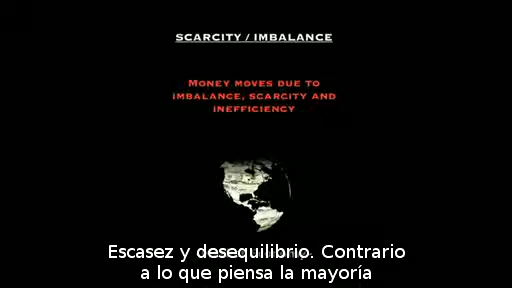 SCARCITY / IMBALANCE
MONEY MOVES DUE TO
IMBALANCE, SCARCITY AND
INEFFICIENCY
Escasez y desequilibrio. Contrario
a lo que piensa la mayoría